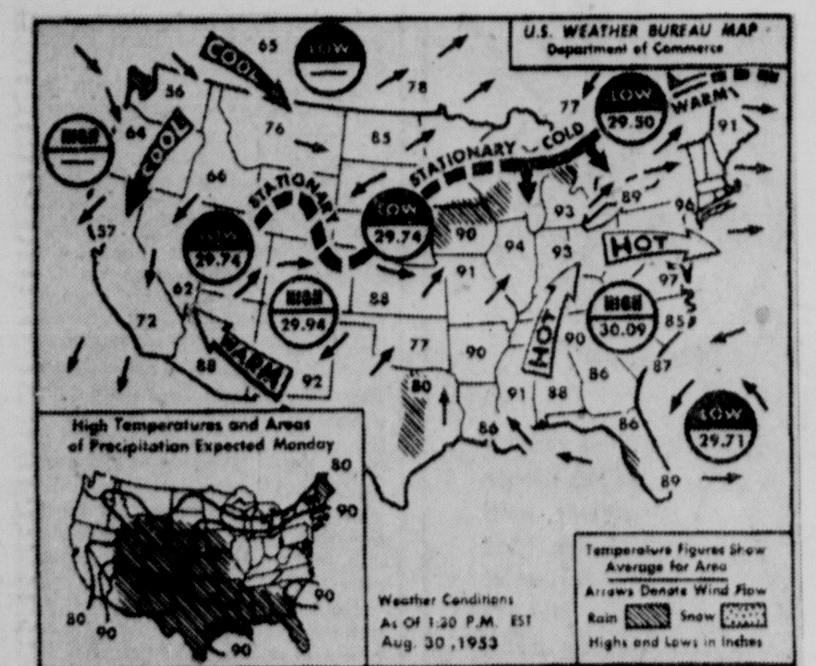 U.S. WEATHER BUREAU MAP
Department of Commerce
65
LOW
COOL
56
78
77
LOW
29.50
WARM
64
COOL
76
85
STATIONARY
COLD
91
HIGH
66
STATIONARY
LOW
29.74
93
89
96
57
LOW
29.74
90
94
93
HOT
62
HIGH
29.94
88
91
97
72
HIGH
30.09
85
HOT
88
WARM
92
77
90
90
87
80
91
88
86
86
86
LOW
29.71
89
High Temperatures and Areas
of Precipitation Expected Monday
80
90
90
80
90
90
Weather Conditions
As Of 1:30 P.M. EST
Aug. 30, 1953
Temperature Figures Show
Average for Area
Arrows Denote Wind Flow
Rain Snow
Highs and Lows in Inches